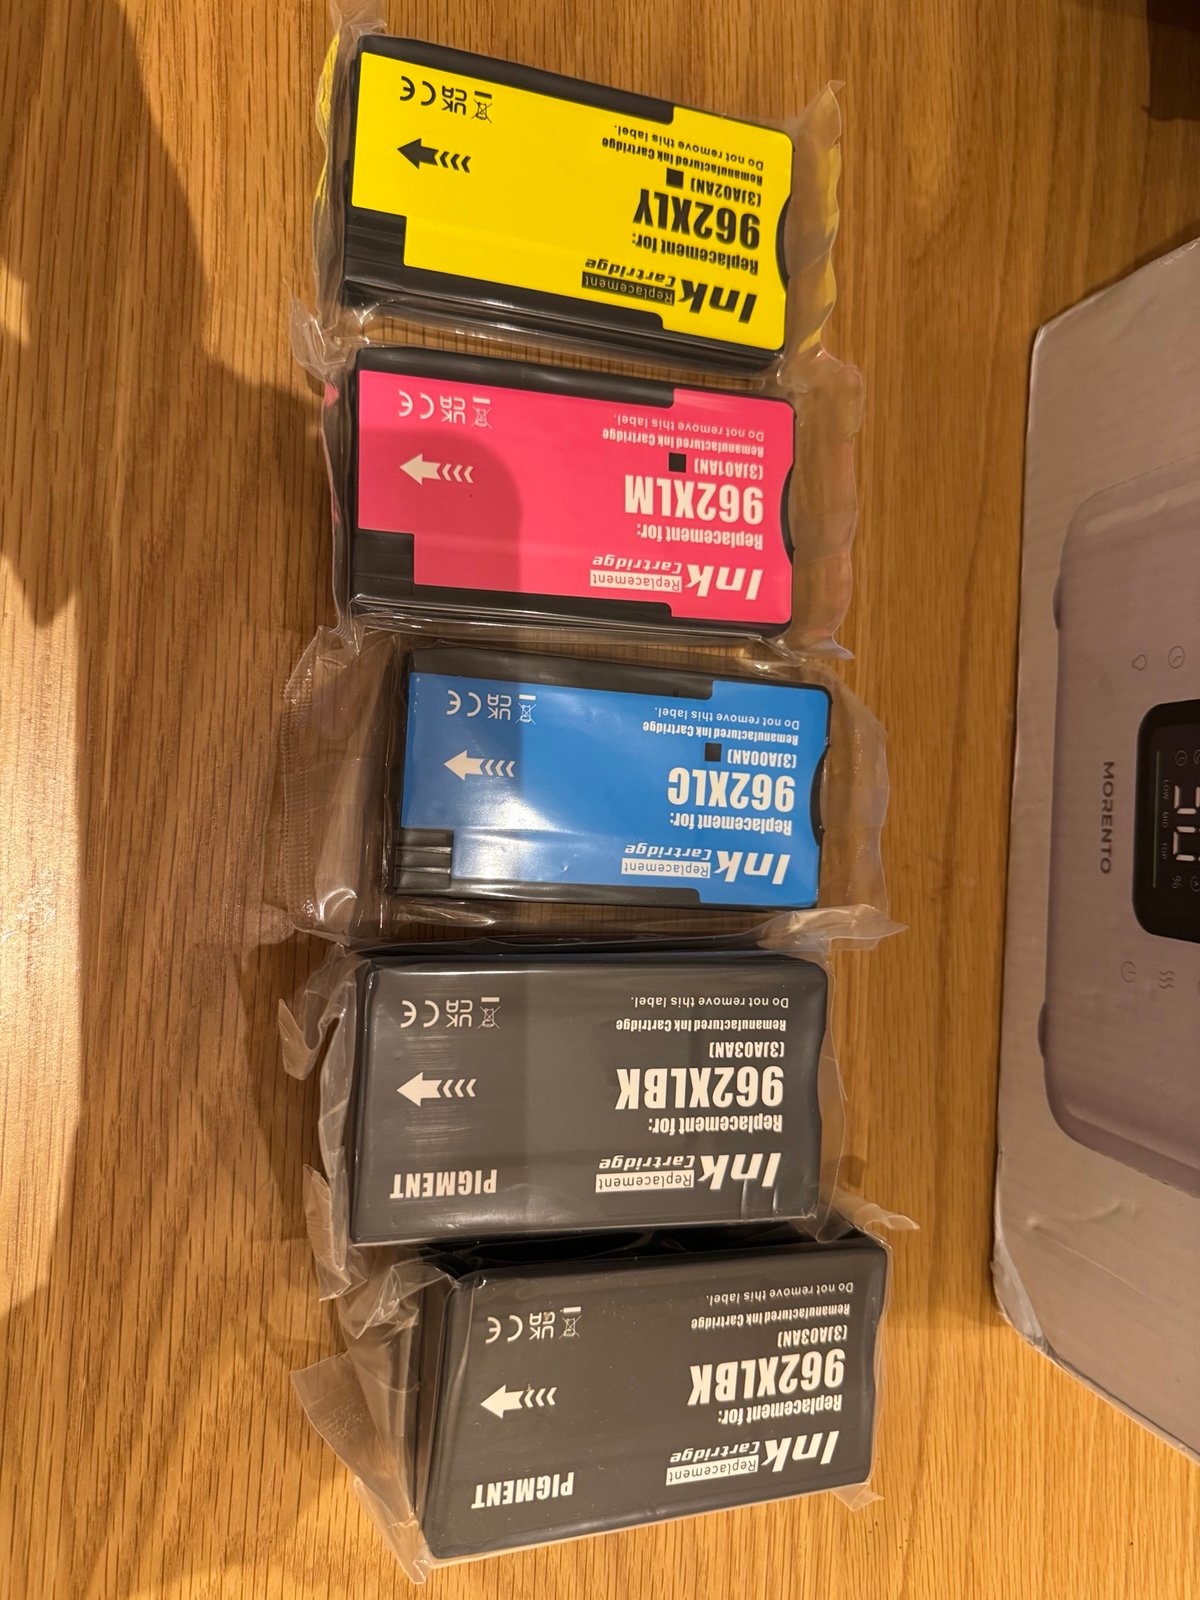 Ink Replacement
Cartridge
Replacement for:
962XLY
(3JA02AN)
Remanufactured Ink Cartridge
Do not remove this label.
UK
CA CE
Ink Replacement
Cartridge
Replacement for:
962XLM
(3JA01AN)
Remanufactured Ink Cartridge
Do not remove this label.
UK
CA CE
Ink Replacement
Cartridge
Replacement for:
962XLC
(3JA00AN)
Remanufactured Ink Cartridge
Do not remove this label.
UK
CA CE
Ink Replacement
Cartridge
PIGMENT
Replacement for:
962XLBK
(3JA03AN)
Remanufactured Ink Cartridge
Do not remove this label.
UK
CA CE
Ink Replacement
Cartridge
PIGMENT
Replacement for:
962XLBK
(3JA03AN)
Remanufactured Ink Cartridge
Do not remove this label.
UK
CA CE
MORENTO
LOW MID TOP
%